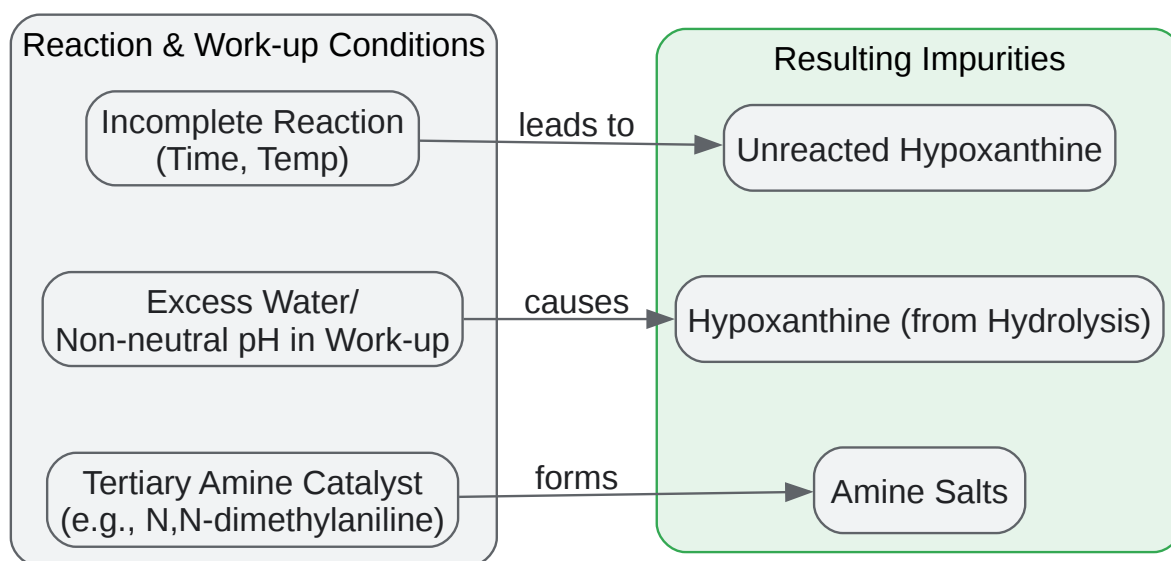 Reaction & Work-up Conditions
Incomplete Reaction
(Time, Temp)
leads to
Excess Water/
Non-neutral pH in Work-up
causes
Tertiary Amine Catalyst
(e.g., N,N-dimethylaniline)
forms
Resulting Impurities
Unreacted Hypoxanthine
Hypoxanthine (from Hydrolysis)
Amine Salts